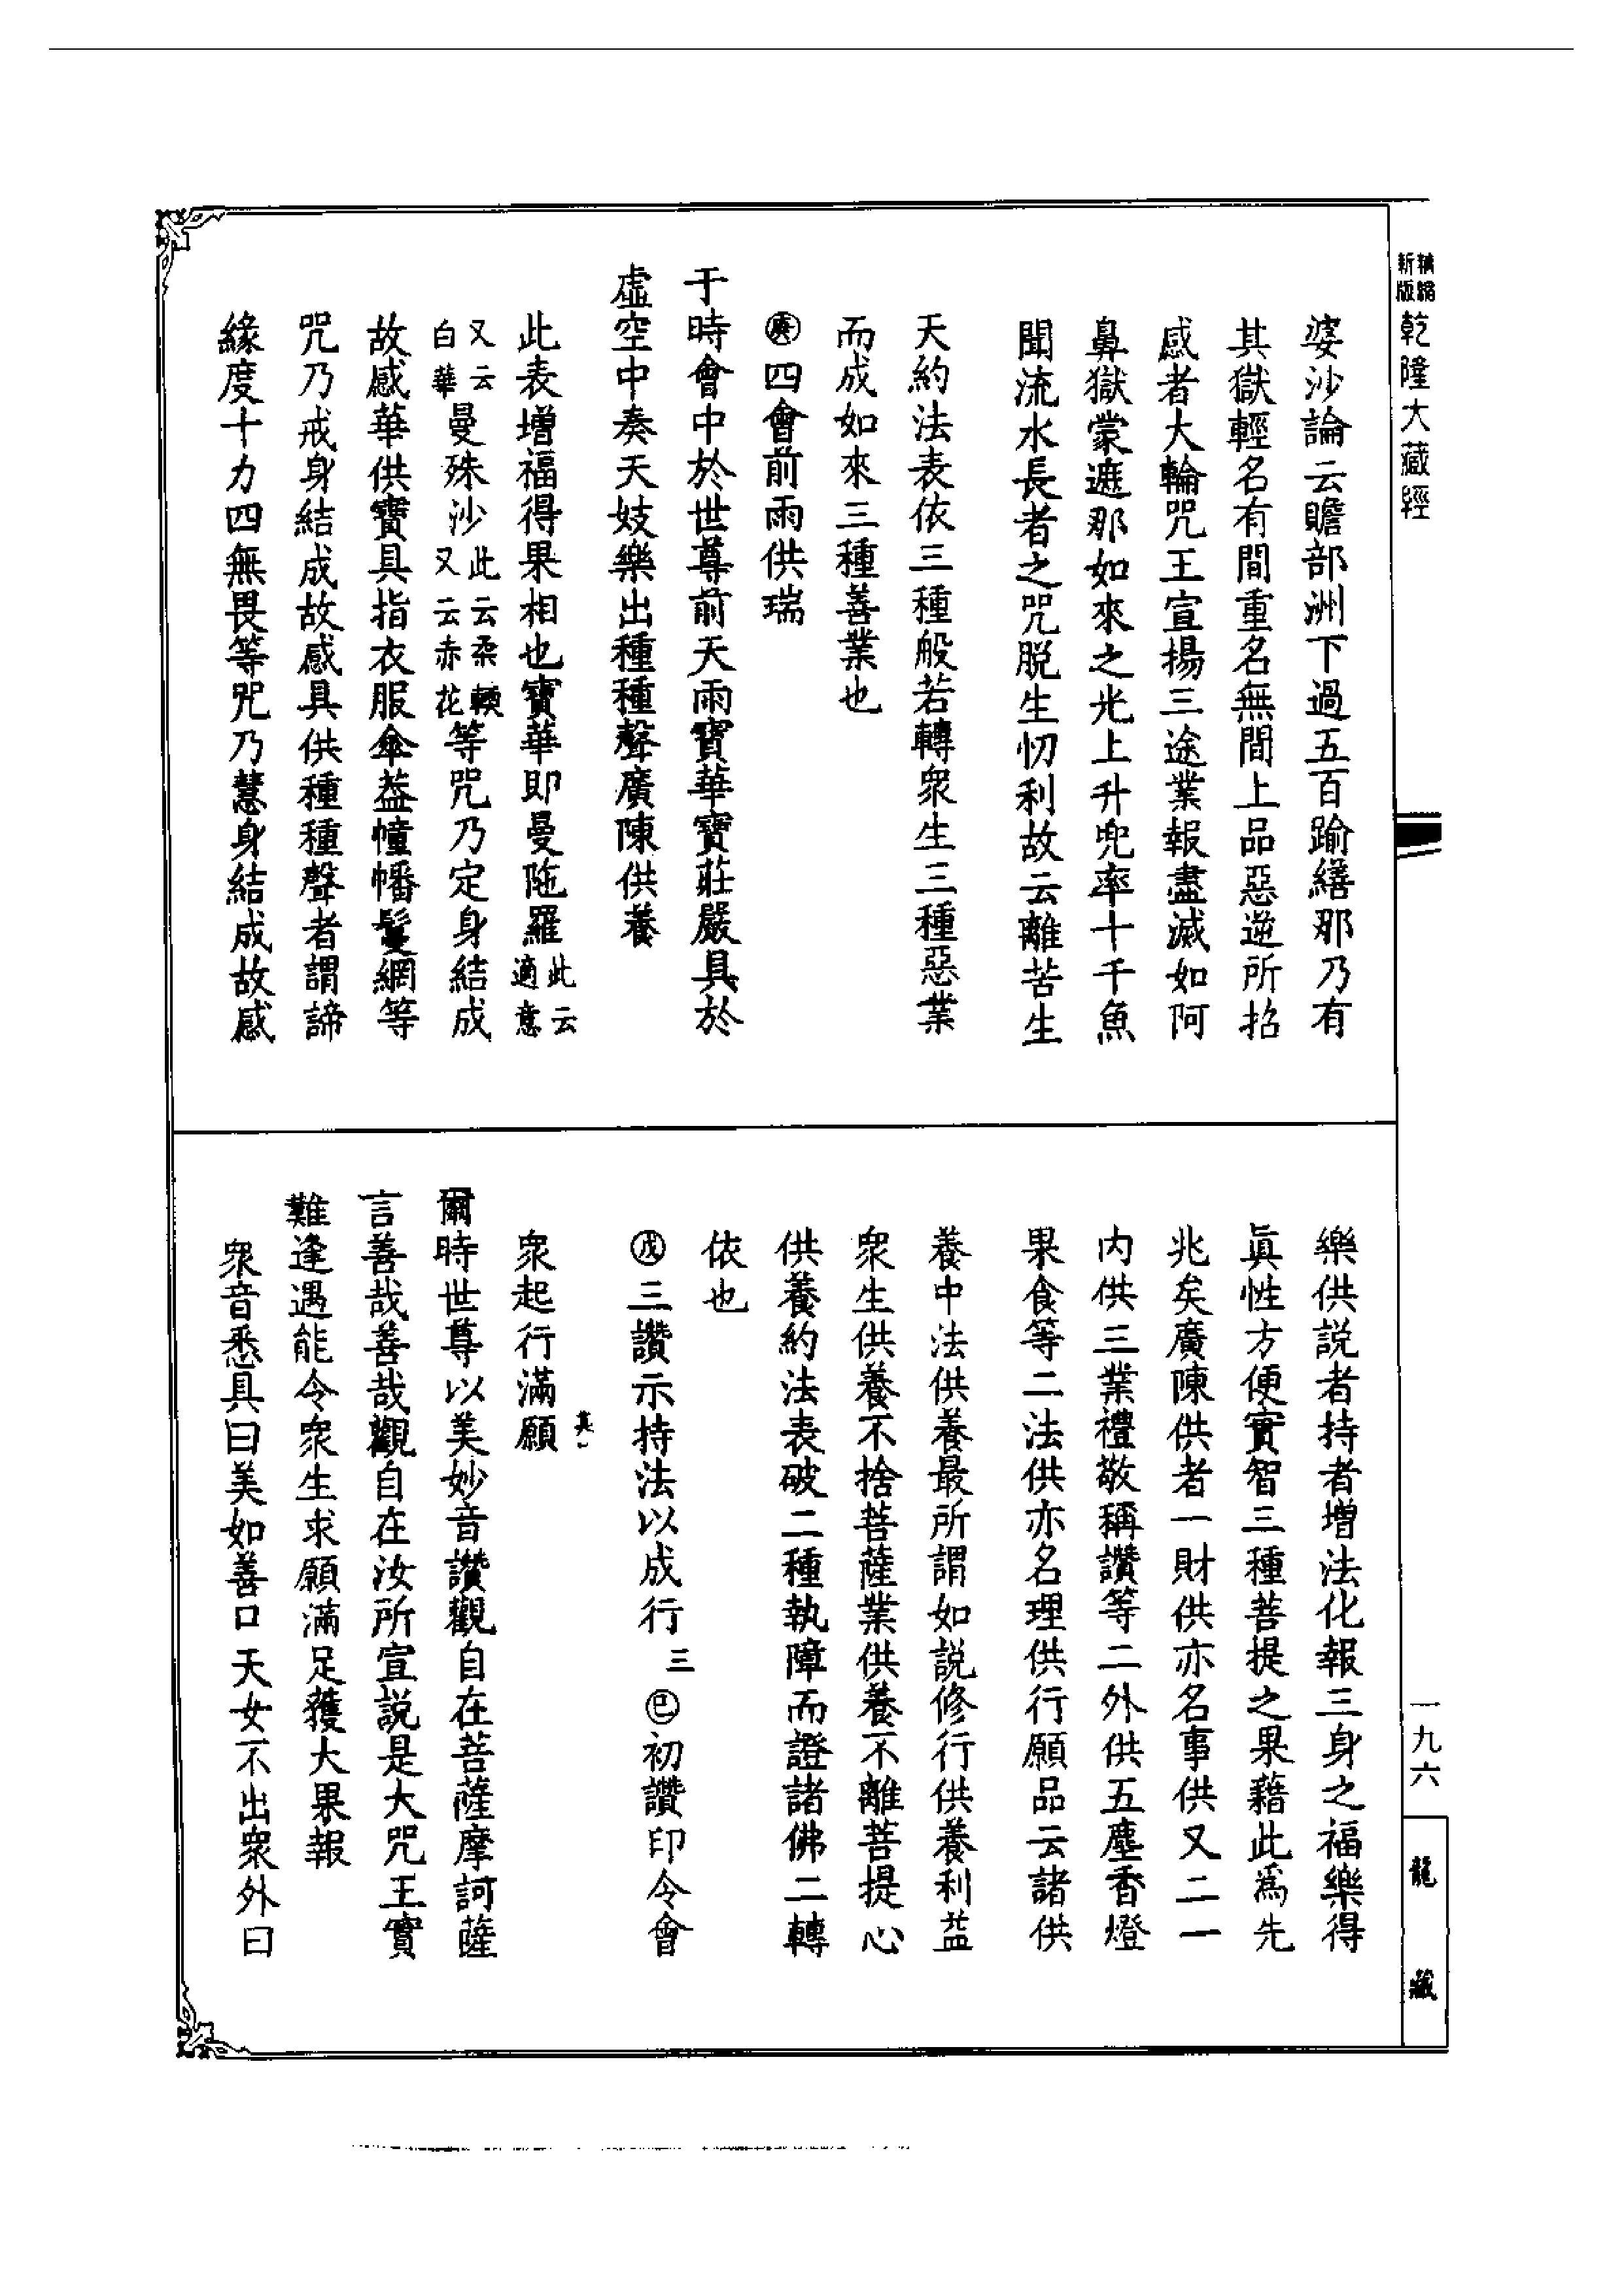 新編縮版乾隆大藏經
婆沙論云贍部洲下過五百踰繕那乃有
其獄輕名有間重名無間上品惡逆所招
感者大輪咒王宣揚三途業報盡滅如阿
鼻獄蒙遮那如來之光上升兜率十千魚
聞流水長者之咒脱生忉利故云離苦生
天約法表依三種般若轉衆生三種惡業
而成如來三種善業也
㊀四會前雨供瑞
于時會中於世尊前天雨寶華寶莊嚴具於
虛空中奏天妓樂出種種聲廣陳供養
此表增福得果相也寶華即曼陁羅此云適意
又云白華曼殊沙此云柔輭又云赤花等咒乃定身結成
故感華供寶具指衣服傘葢幢幡鬘網等
咒乃戒身結成故感具供種種聲者謂諦
緣度十力四無畏等咒乃慧身結成故感
樂供説者持者增法化報三身之福樂得
眞性方便實智三種菩提之果藉此爲先
兆矣廣陳供者一財供亦名事供又二一
内供三業禮敬稱讚等二外供五塵香燈
果食等二法供亦名理供行願品云諸供
養中法供養最所謂如説修行供養利益
衆生供養不捨菩薩業供養不離菩提心
供養約法表破二種執障而證諸佛二轉
依也
戊三讚示持法以成行三巳初讚印令會
衆起行滿願
爾時世尊以美妙音讚觀自在菩薩摩訶薩
言善哉善哉觀自在汝所宣説是大咒王實
難逢遇能令衆生求願滿足獲大果報
衆音悉具曰美如善口天女不出衆外曰
一九六
龍藏